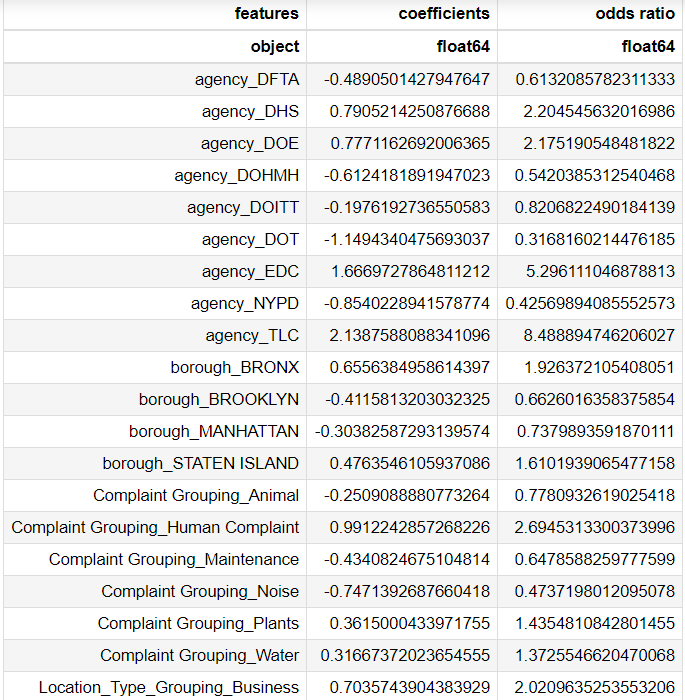 features coefficients odds ratio
object float64 float64
agency_DFTA -0.4890501427947647 0.6132085782311333
agency_DHS 0.7905214250876688 2.204545632016986
agency_DOE 0.7771162692006365 2.175190548481822
agency_DOHMH -0.6124181891947023 0.5420385312540468
agency_DOITT -0.1976192736550583 0.8206822490184139
agency_DOT -1.1494340475693037 0.3168160214476185
agency_EDC 1.6669727864811212 5.296111046878813
agency_NYPD -0.8540228941578774 0.42569894085552573
agency_TLC 2.1387588088341096 8.488894746206027
borough_BRONX 0.6556384958614397 1.926372105408051
borough_BROOKLYN -0.4115813203032325 0.6626016358375854
borough_MANHATTAN -0.30382587293139574 0.7379893591870111
borough_STATEN ISLAND 0.4763546105937086 1.6101939065477158
Complaint Grouping_Animal -0.2509088880773264 0.7780932619025418
Complaint Grouping_Human Complaint 0.9912242857268226 2.6945313300373996
Complaint Grouping_Maintenance -0.4340824675104814 0.6478588259777599
Complaint Grouping_Noise -0.7471392687660418 0.4737198012095078
Complaint Grouping_Plants 0.3615000433971755 1.4354810842801455
Complaint Grouping_Water 0.31667372023654555 1.3725546620470068
Location_Type_Grouping_Business 0.7035743904383929 2.0209635253553206